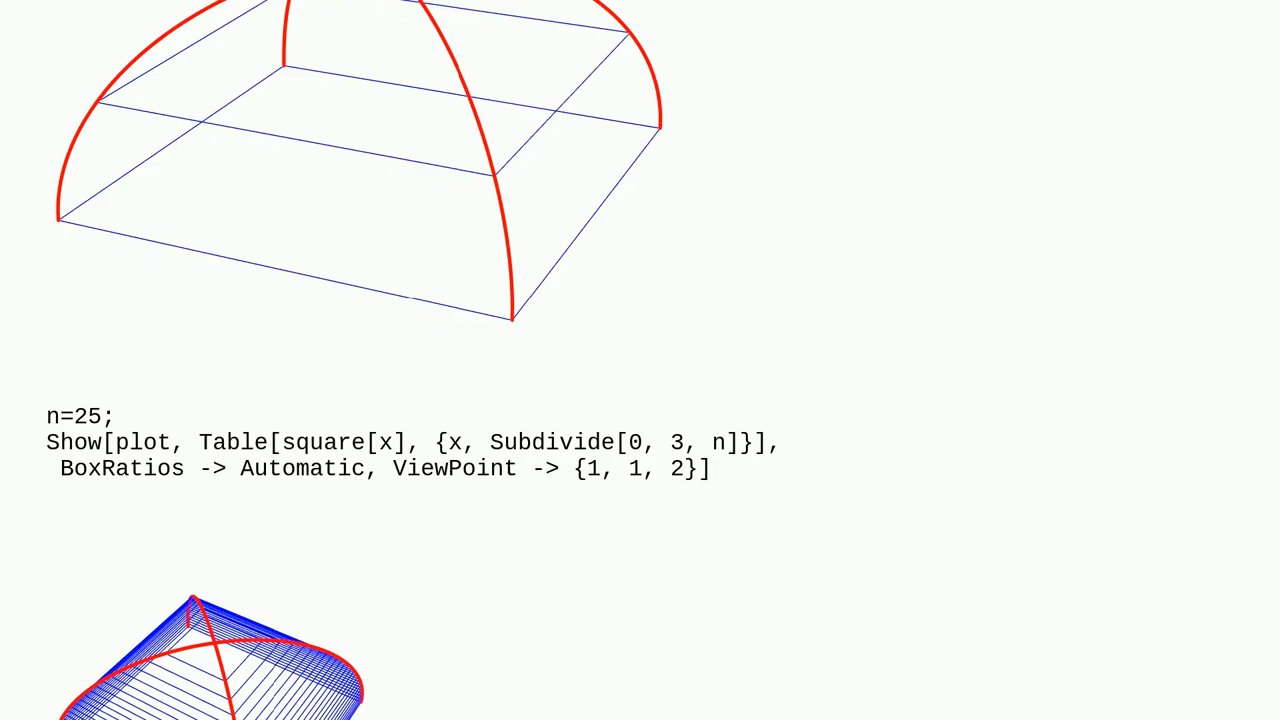 n=25;
Show[plot, Table[square[x], {x, Subdivide[0, 3, n]}],
 BoxRatios -> Automatic, ViewPoint -> {1, 1, 2}]